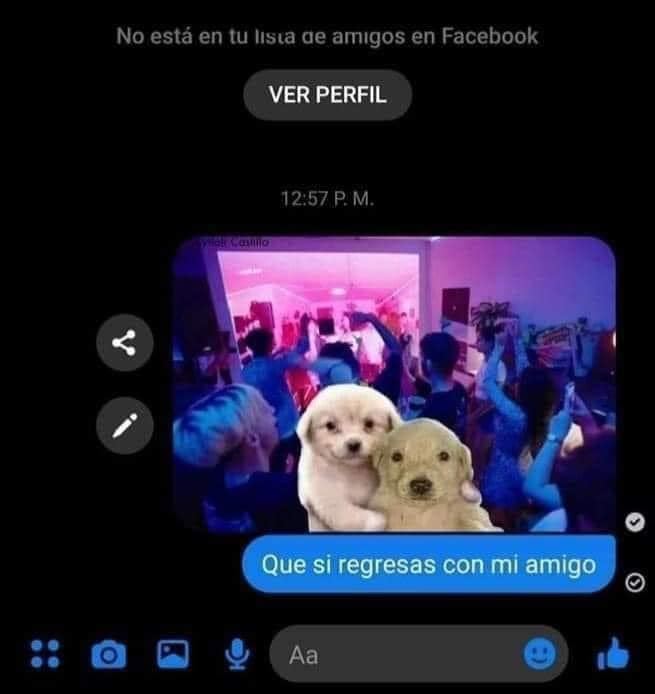 No está en tu lista de amigos en Facebook
VER PERFIL
12:57 P. M.
Castillo
Que si regresas con mi amigo
Aa